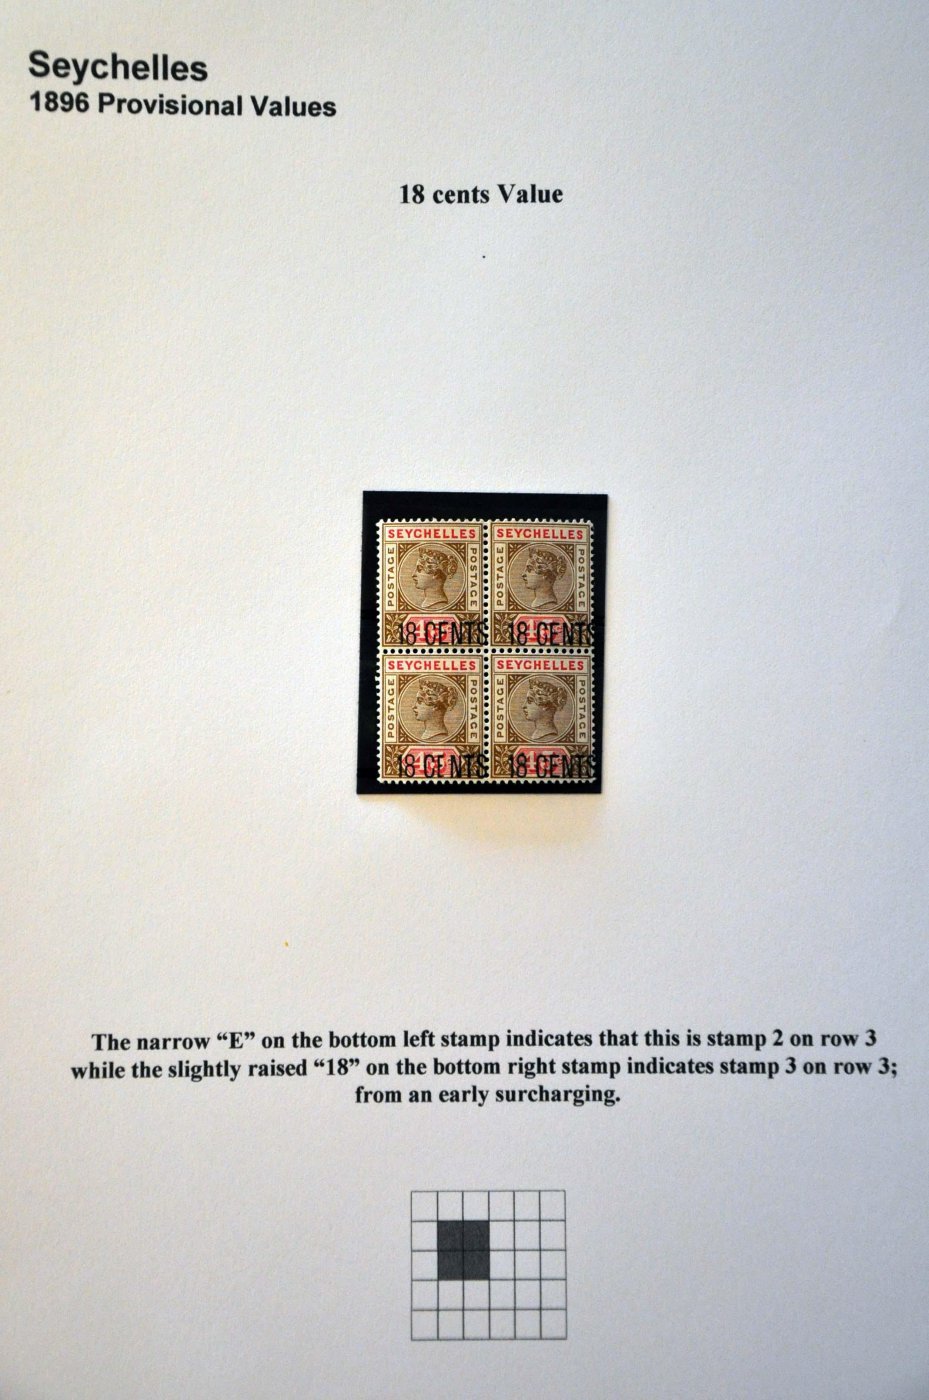 Seychelles
1896 Provisional Values
18 cents Value
SEYCHELLES SEYCHELLES
POSTAGE POSTAGE POSTAGE POSTAGE
18 CENTS 18 CENTS
SEYCHELLES SEYCHELLES
POSTAGE POSTAGE POSTAGE POSTAGE
18 CENTS 18 CENTS
The narrow “E” on the bottom left stamp indicates that this is stamp 2 on row 3
while the slightly raised “18” on the bottom right stamp indicates stamp 3 on row 3;
from an early surcharging.